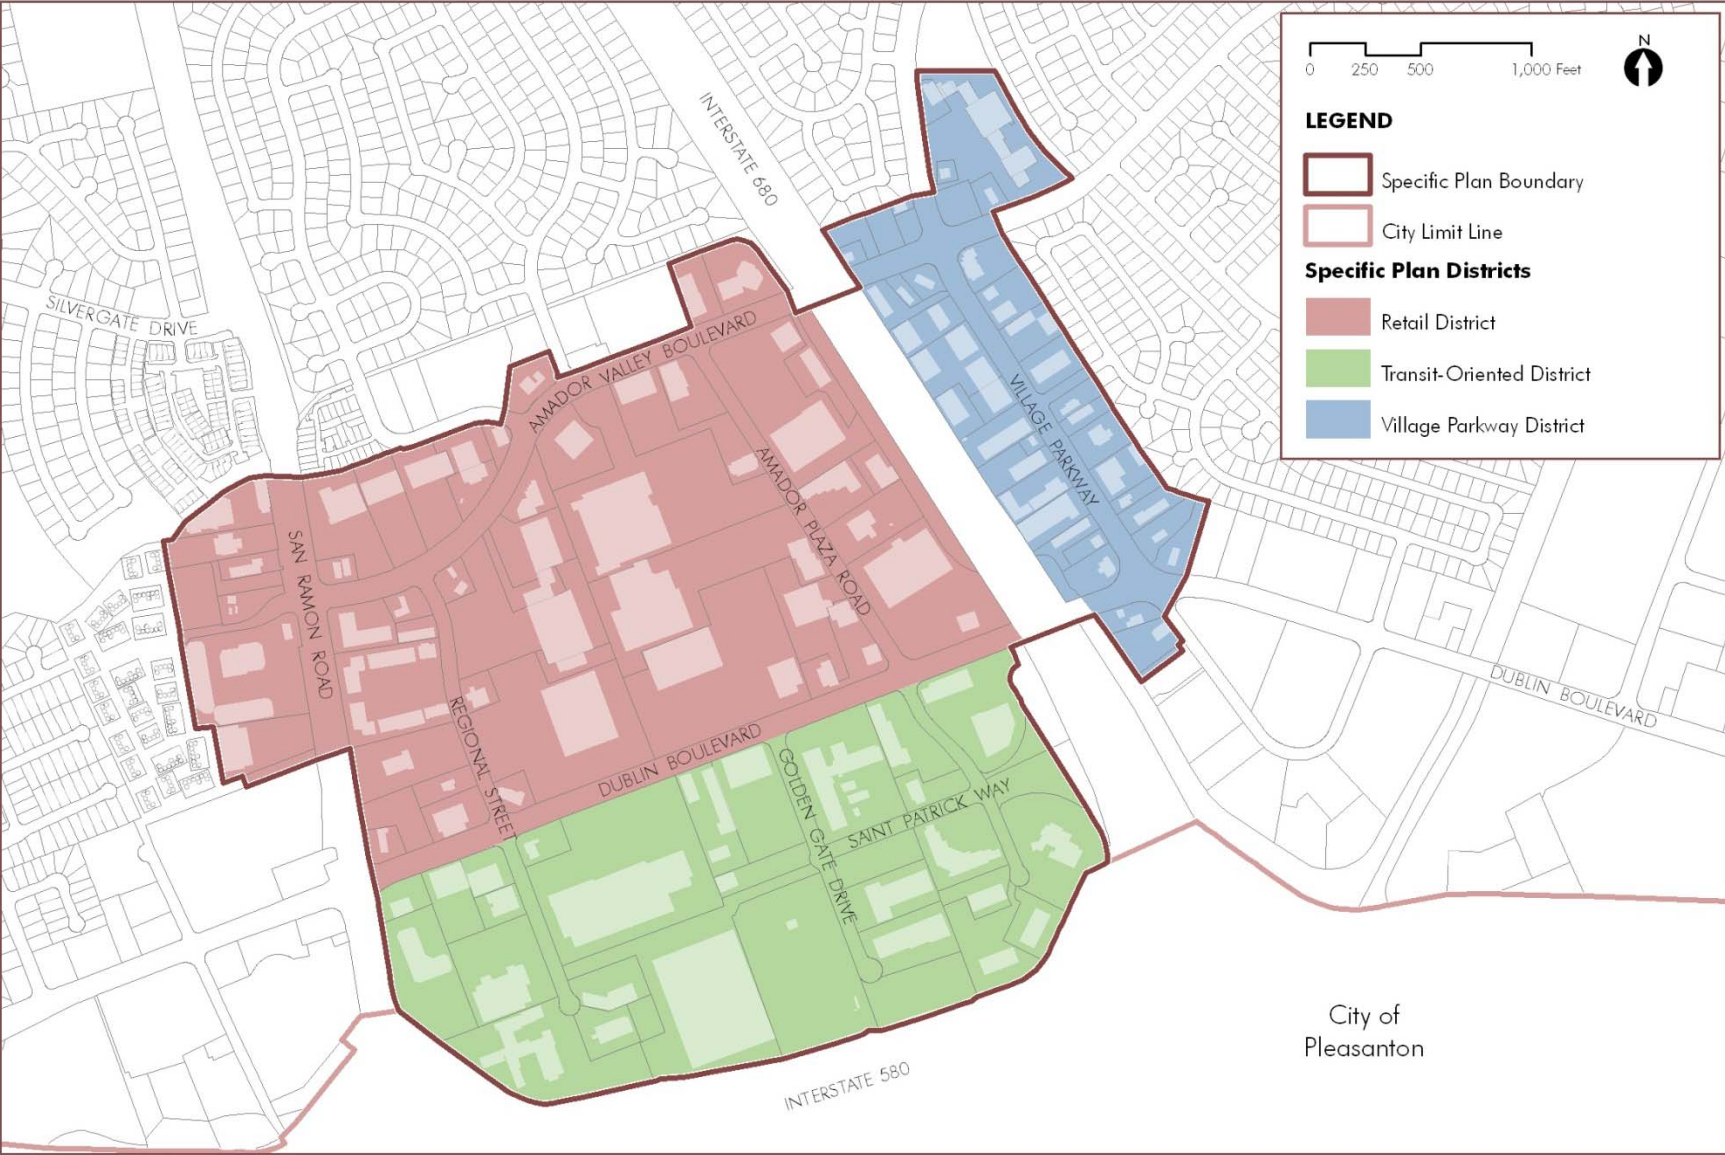 N
0 250 500 1,000 Feet
LEGEND
Specific Plan Boundary
City Limit Line
Specific Plan Districts
Retail District
Transit-Oriented District
Village Parkway District
INTERSTATE 680
SILVERGATE DRIVE
AMADOR VALLEY BOULEVARD
VILLAGE PARKWAY
AMADOR PLAZA ROAD
SAN RAMON ROAD
REGIONAL STREET
DUBLIN BOULEVARD
DUBLIN BOULEVARD
GOLDEN GATE DRIVE
SAINT PATRICK WAY
City of
Pleasanton
INTERSTATE 580